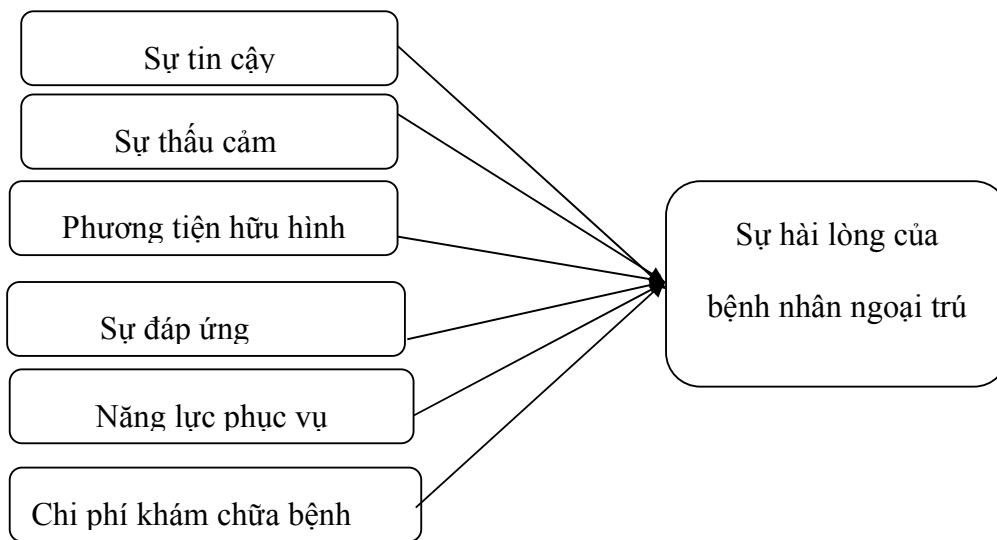 Sự tin cậy
Sự thấu cảm
Phương tiện hữu hình
Sự đáp ứng
Năng lực phục vụ
Chi phí khám chữa bệnh
Sự hài lòng của
bệnh nhân ngoại trú